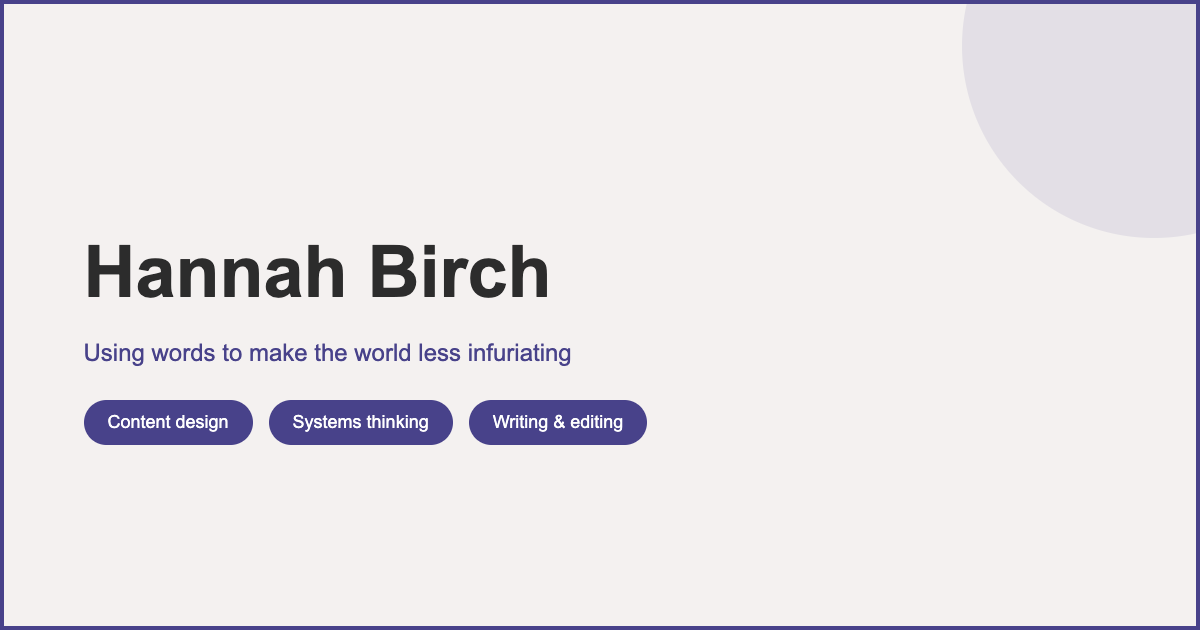 Hannah Birch
Using words to make the world less infuriating
Content design
Systems thinking
Writing & editing